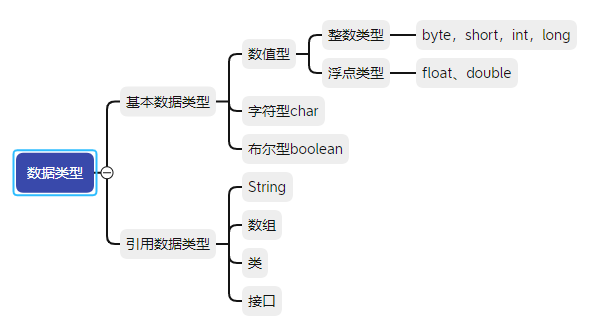 数据类型
基本数据类型
数值型
整数类型
byte，short，int，long
浮点类型
float、double
字符型char
布尔型boolean
引用数据类型
String
数组
类
接口